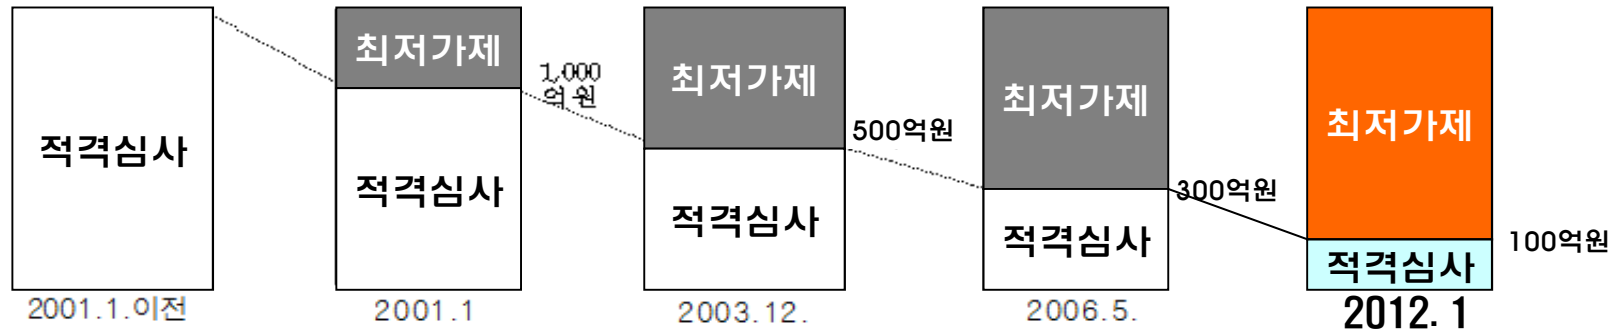 적격심사
2001.1.이전
최저가제
적격심사
2001.1
1,000
억원
최저가제
적격심사
2003.12.
500억원
최저가제
적격심사
2006.5.
300억원
최저가제
적격심사
2012. 1
100억원